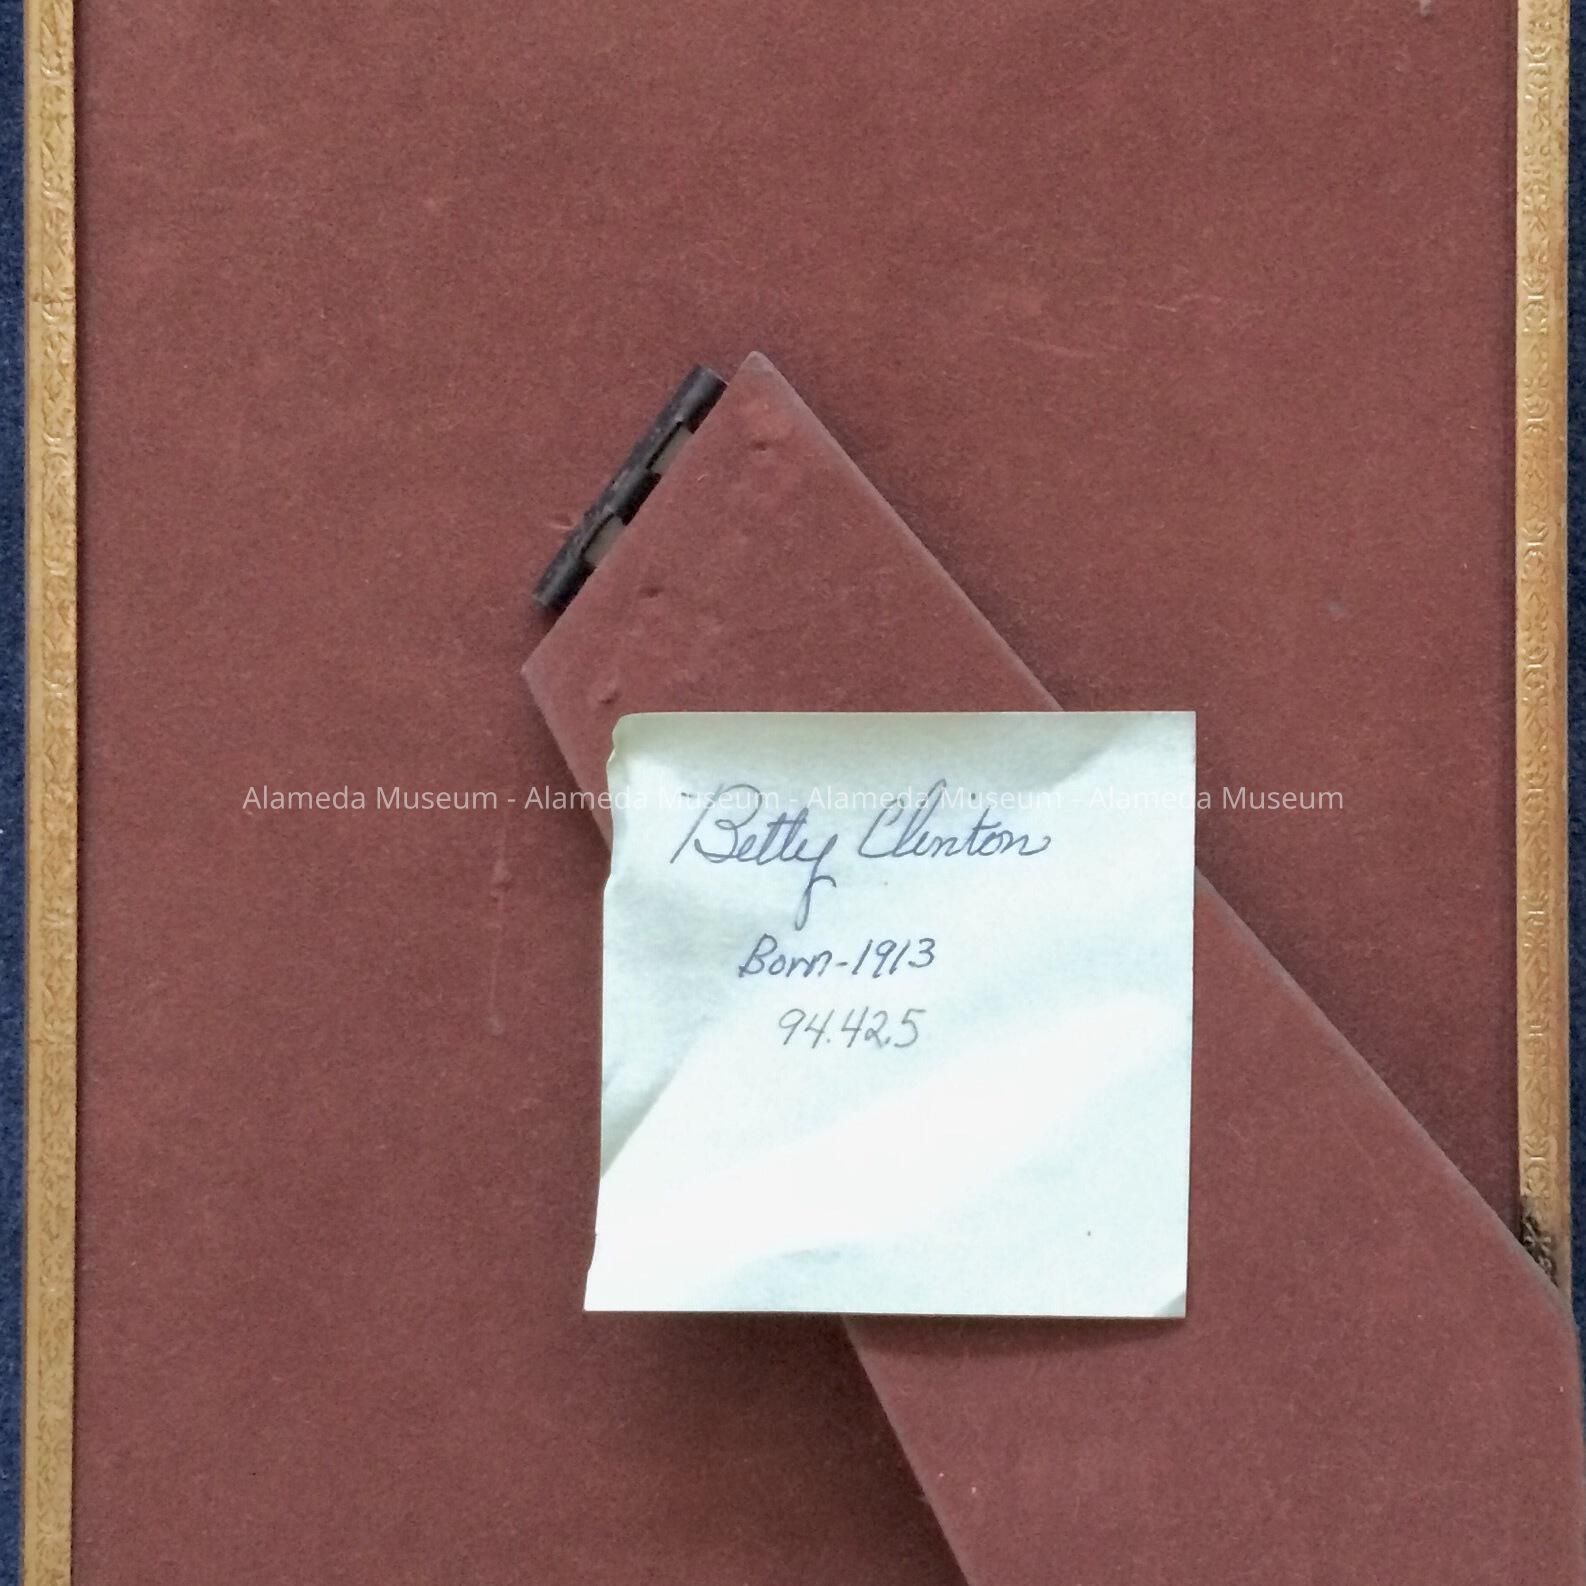 Alameda Museum - Alameda Museum - Alameda Museum - Alameda Museum
Betty Clinton
Born-1913
94.42.5